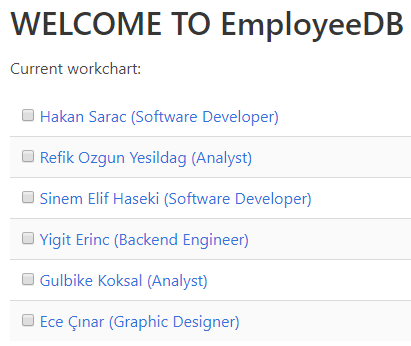 WELCOME TO EmployeeDB
Current workchart:
Hakan Sarac (Software Developer)
Refik Ozgun Yesildag (Analyst)
Sinem Elif Haseki (Software Developer)
Yigit Erinc (Backend Engineer)
Gulbike Koksal (Analyst)
Ece Çınar (Graphic Designer)